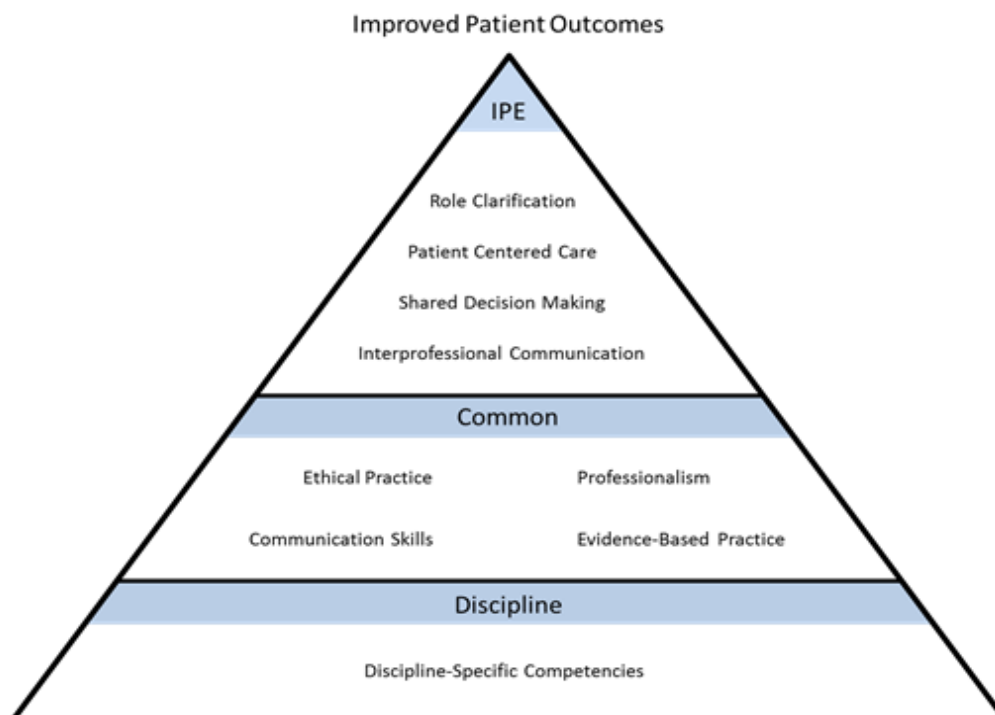 Improved Patient Outcomes
IPE
Role Clarification
Patient Centered Care
Shared Decision Making
Interprofessional Communication
Common
Ethical Practice Professionalism
Communication Skills Evidence-Based Practice
Discipline
Discipline-Specific Competencies